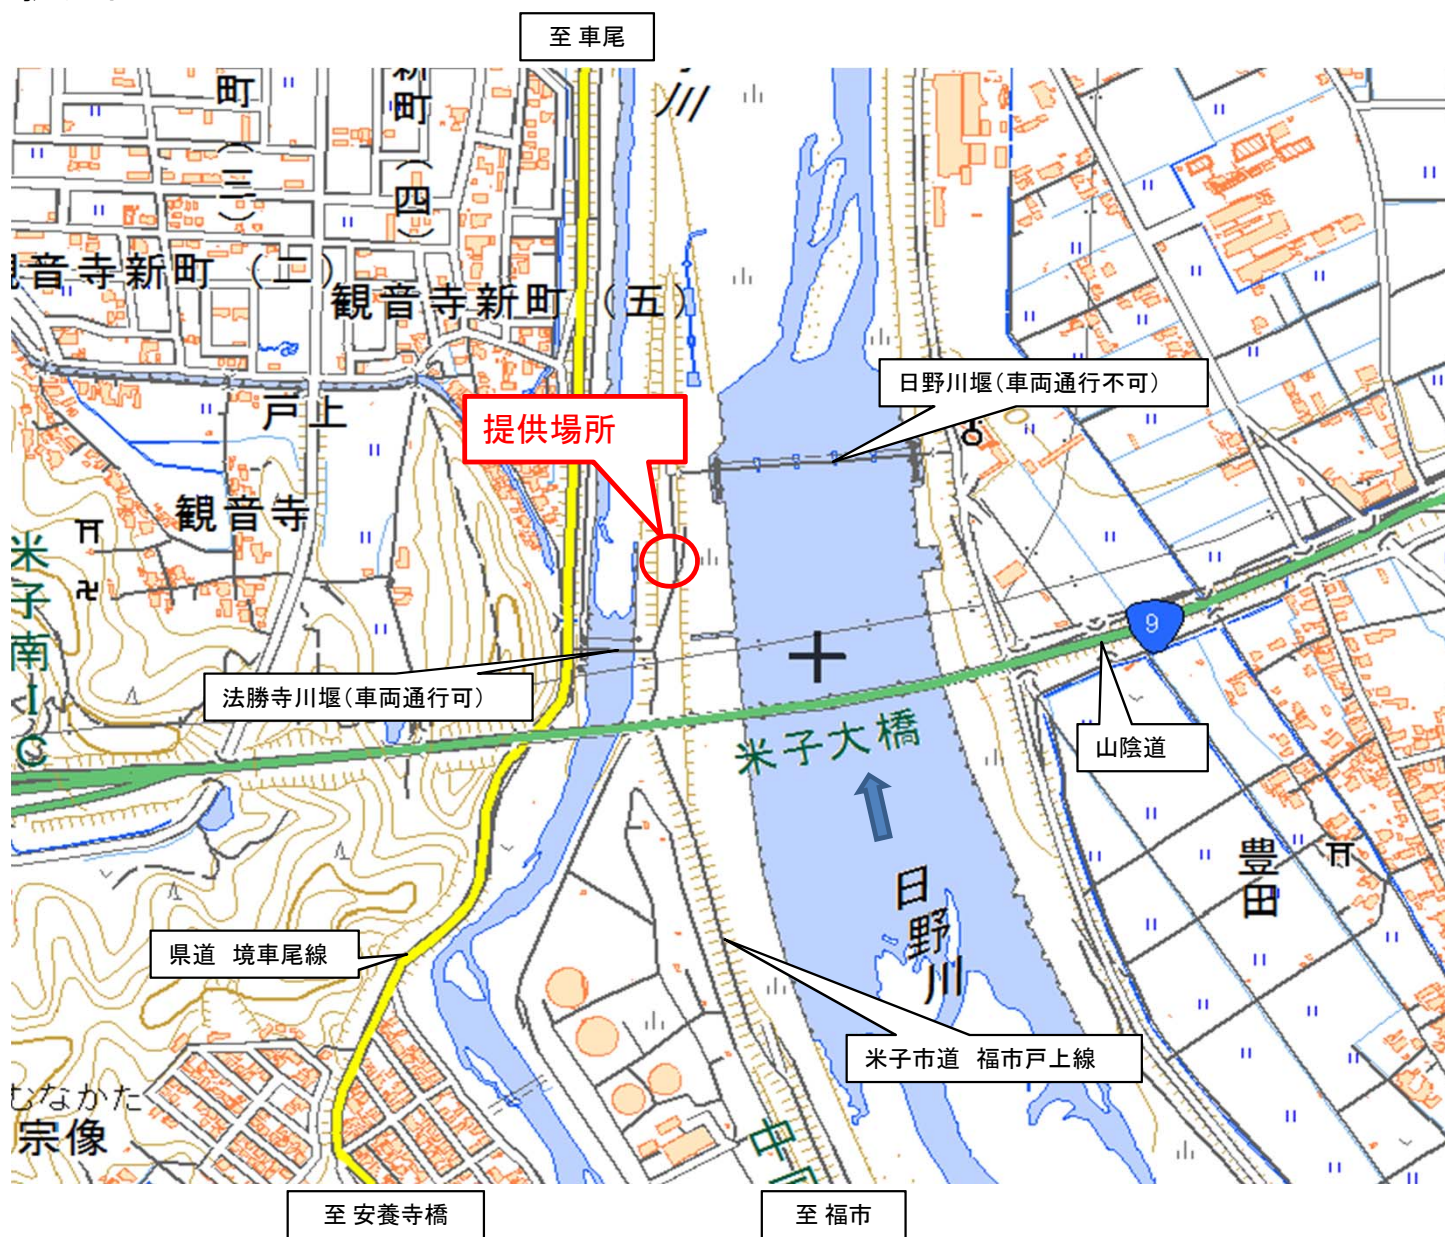 至 車尾
町(三)
新町(四)
川
観音寺新町(二)
観音寺新町(五)
日野川堰(車両通行不可)
戸上
提供場所
観音寺
米子南IC
9
法勝寺川堰(車両通行可)
米子大橋
山陰道
豊田
日野川
県道 境車尾線
米子市道 福市戸上線
むなかた
宗像
至 安養寺橋
至 福市